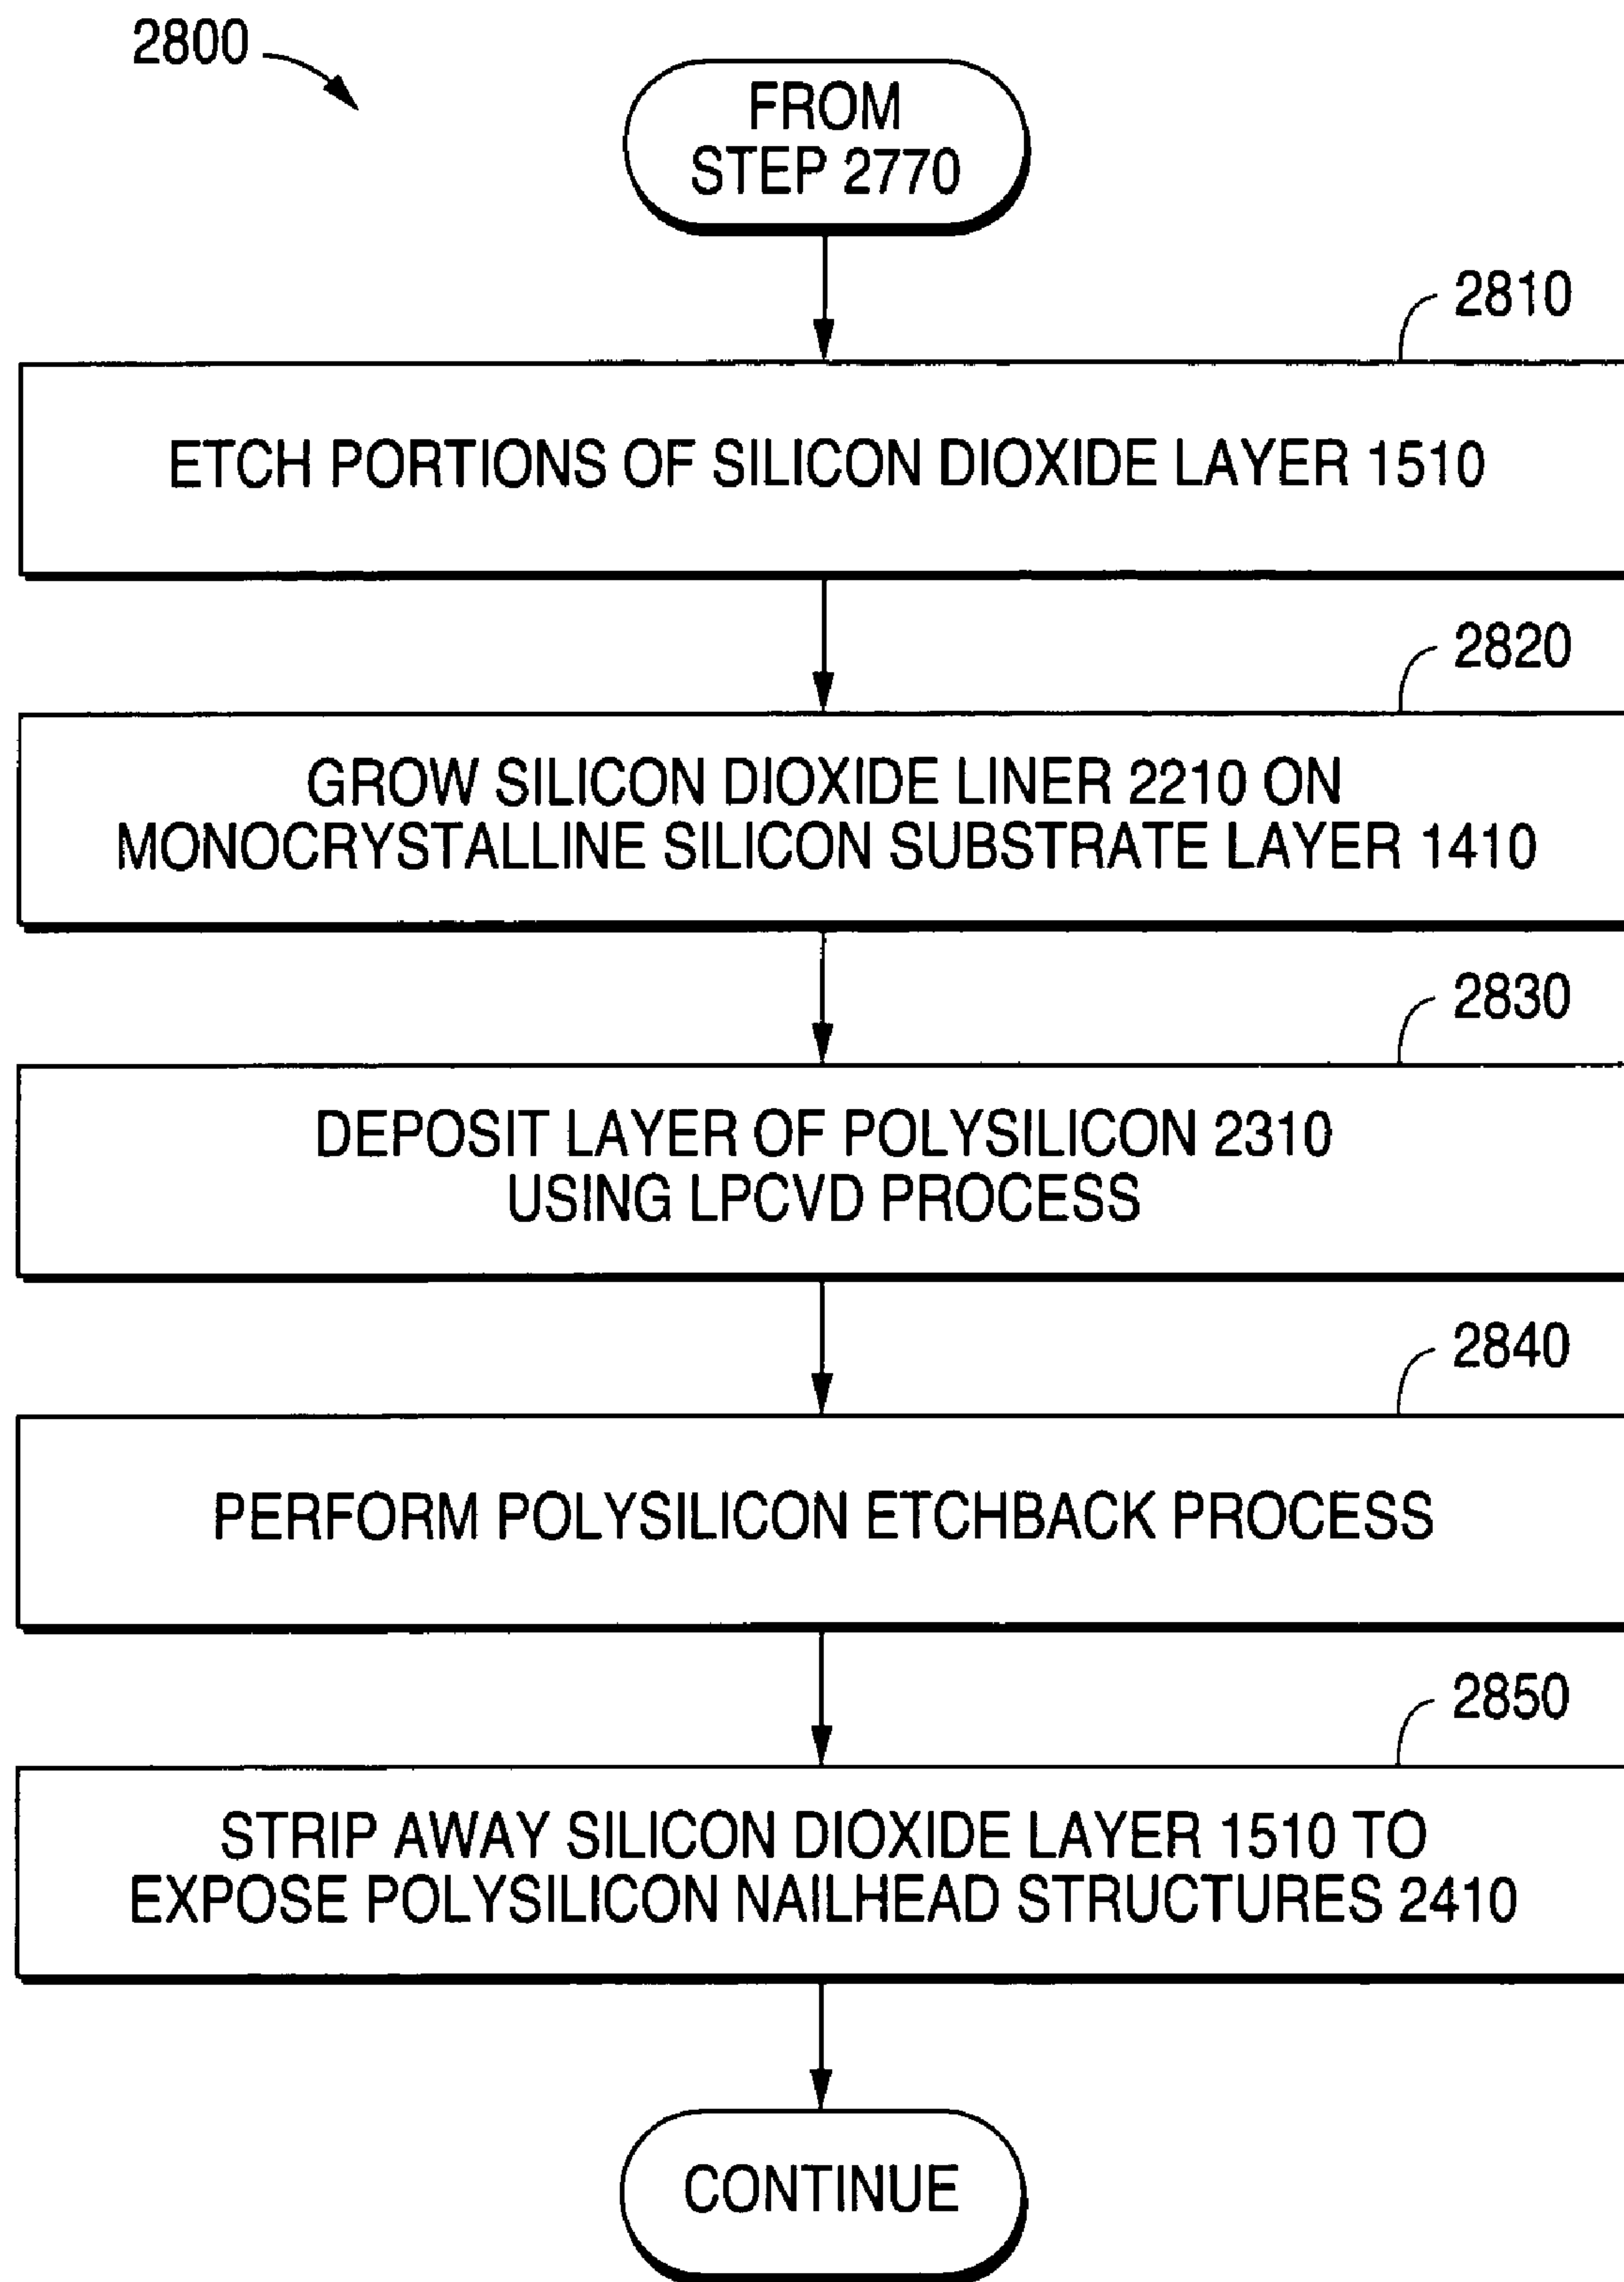 2800
FROM
STEP 2770
2810
ETCH PORTIONS OF SILICON DIOXIDE LAYER 1510
2820
GROW SILICON DIOXIDE LINER 2210 ON
MONOCRYSTALLINE SILICON SUBSTRATE LAYER 1410
2830
DEPOSIT LAYER OF POLYSILICON 2310
USING LPCVD PROCESS
2840
PERFORM POLYSILICON ETCHBACK PROCESS
2850
STRIP AWAY SILICON DIOXIDE LAYER 1510 TO
EXPOSE POLYSILICON NAILHEAD STRUCTURES 2410
CONTINUE